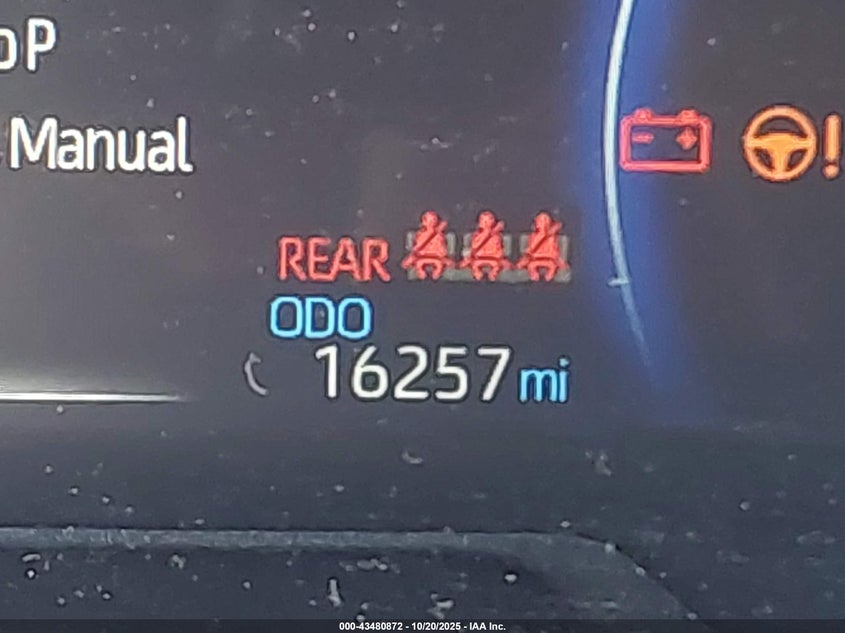 oP
Manual
REAR
ODO
16257 mi
000-43480872 - 10/20/2025 - IAA Inc.